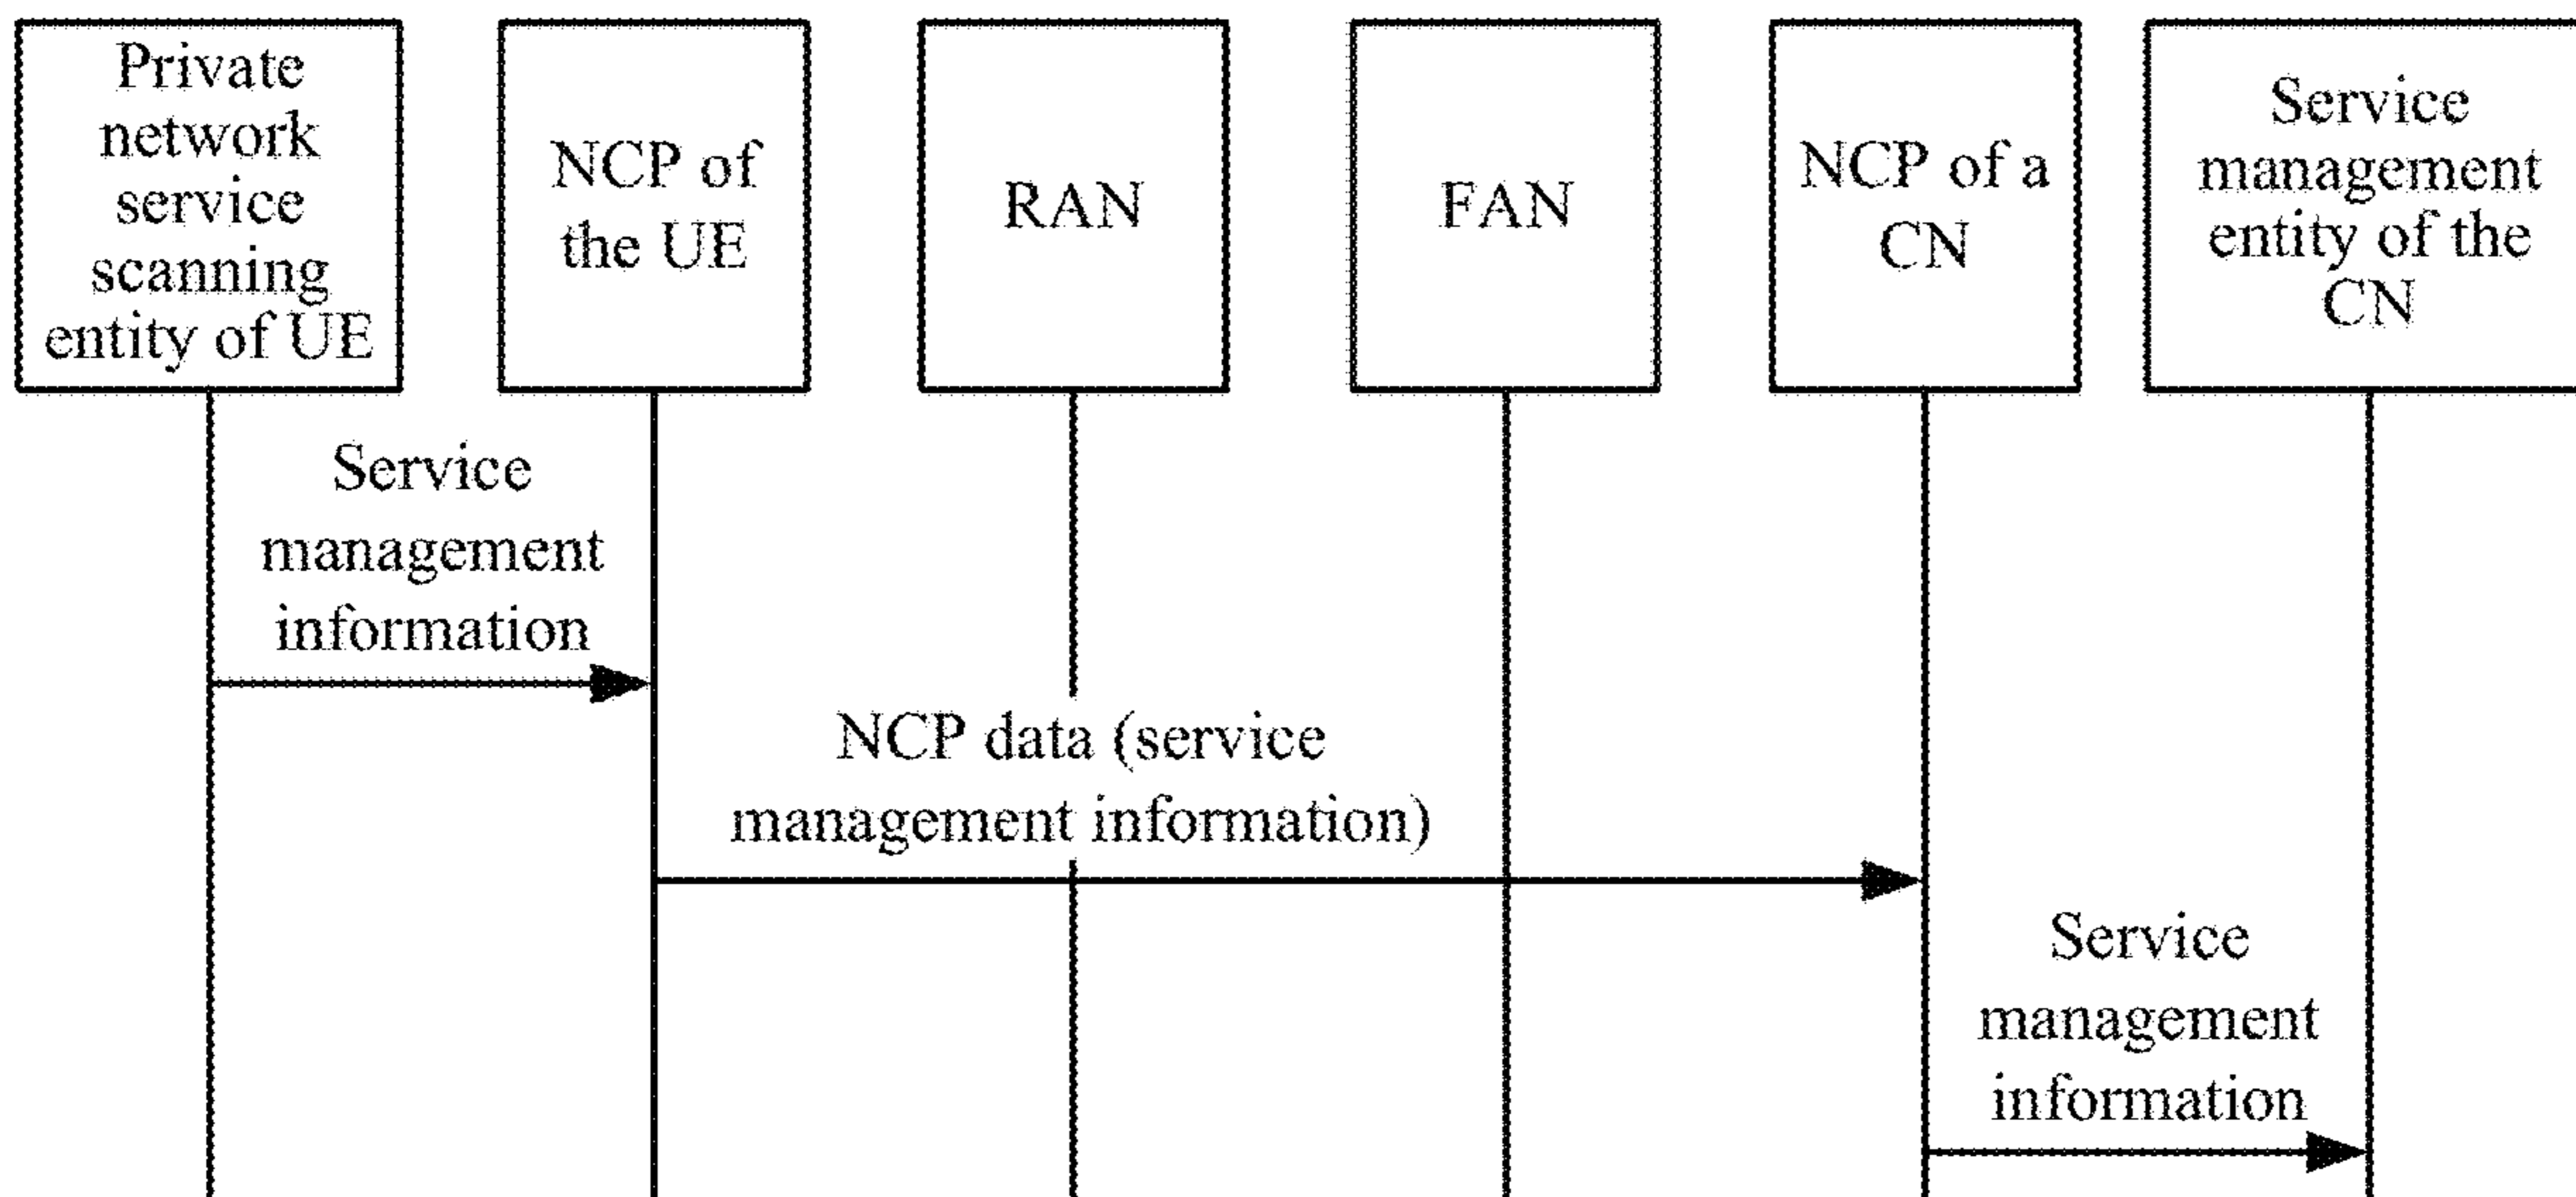 Private
network
service
scanning
entity of UE
NCP of
the UE
RAN
FAN
NCP of a
CN
Service
management
entity of the
CN
Service
management
information
NCP data (service
management information)
Service
management
information